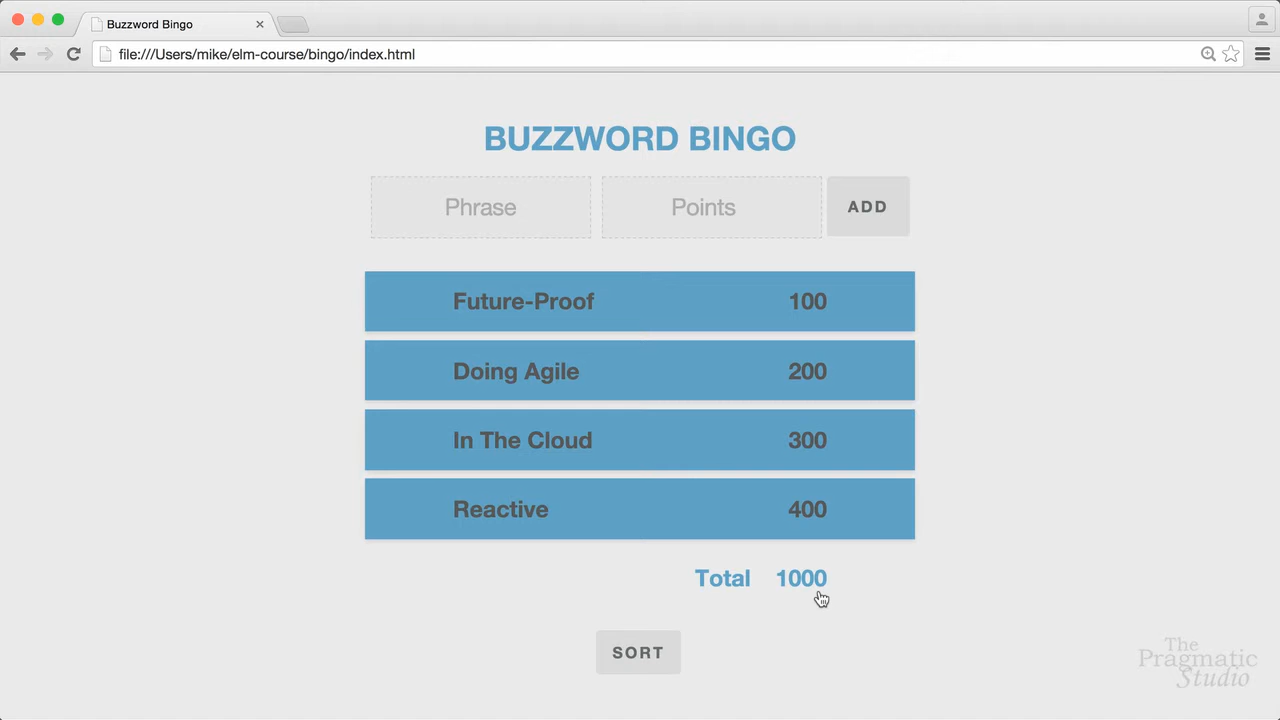 Buzzword Bingo
file:///Users/mike/elm-course/bingo/index.html
BUZZWORD BINGO
Phrase Points ADD
Future-Proof 100
Doing Agile 200
In The Cloud 300
Reactive 400
Total 1000
SORT
The
Pragmatic
Studio